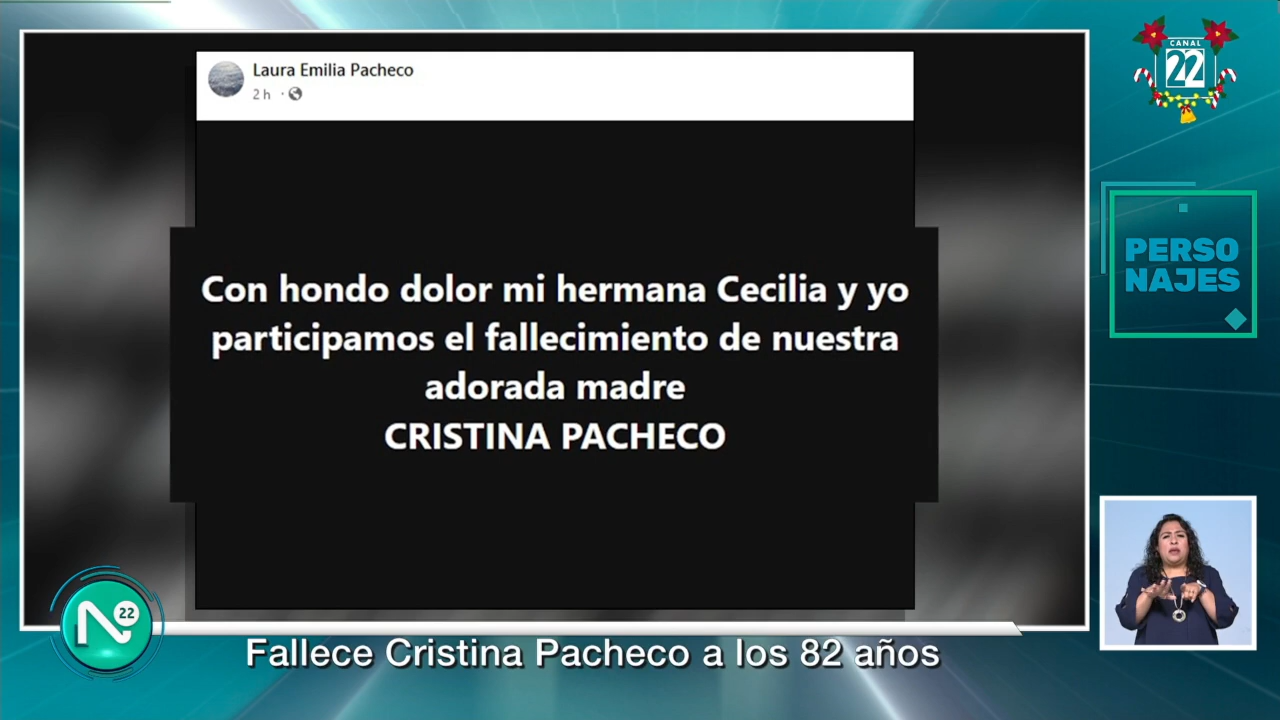 Laura Emilia Pacheco
2 h
Con hondo dolor mi hermana Cecilia y yo
participamos el fallecimiento de nuestra
adorada madre
CRISTINA PACHECO
CANAL
22
PERSO
NAJES
N 22
Fallece Cristina Pacheco a los 82 años